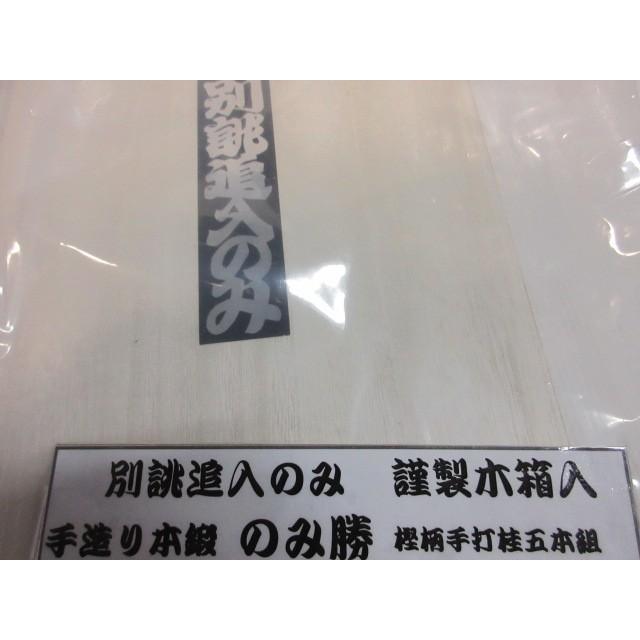 別誂追入のみ
別誂追入のみ 謹製木箱入
手造り本鍛 のみ勝 樫柄手打桂五本組